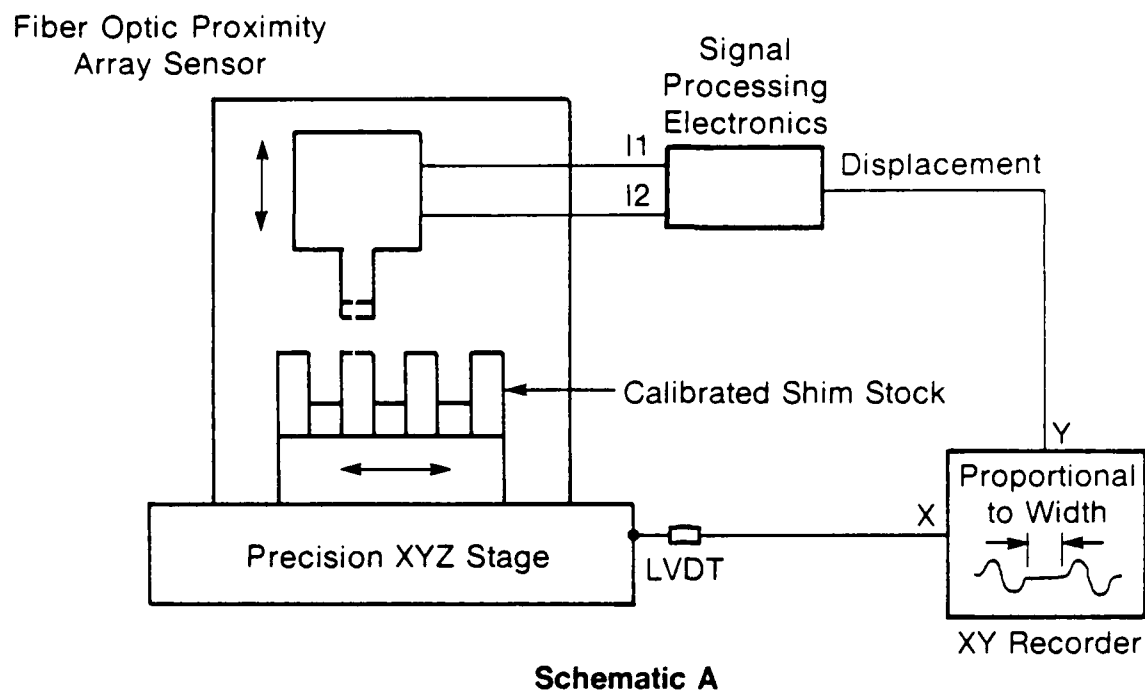 Fiber Optic Proximity
Array Sensor
Signal
Processing
Electronics
I1
I2
Displacement
Calibrated Shim Stock
Y
X
Proportional
to Width
Precision XYZ Stage
LVDT
XY Recorder
Schematic A